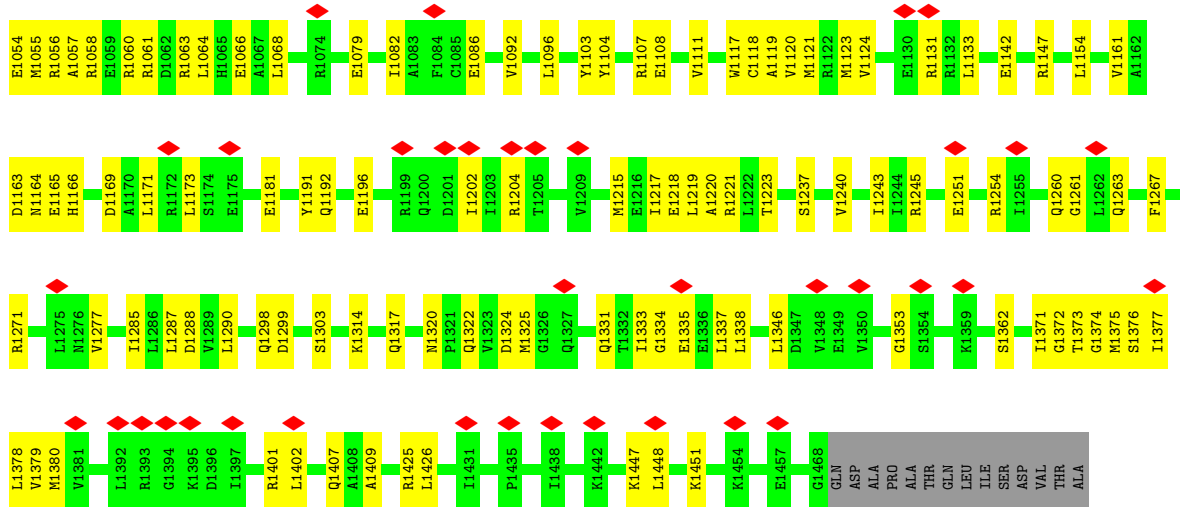 E1054 M1055 R1056 A1057 R1058 E1059 R1060 R1061 D1062 R1063 L1064 H1065 E1066 A1067 L1068 R1074 E1079 I1082 A1083 F1084 C1085 E1086 V1092 L1096 Y1103 Y1104 R1107 E1108 V1111 W1117 C1118 A1119 V1120 M1121 R1122 M1123 V1124 E1130 R1131 R1132 L1133 E1142 R1147 L1154 V1161 A1162
D1163 N1164 E1165 H1166 D1169 A1170 L1171 R1172 L1173 S1174 E1175 E1181 Y1191 Q1192 E1196 R1199 Q1200 D1201 I1202 I1203 R1204 T1205 V1209 M1215 E1216 I1217 E1218 L1219 A1220 R1221 L1222 T1223 S1237 V1240 I1243 I1244 R1245 E1251 R1254 I1255 Q1260 G1261 L1262 Q1263 F1267
R1271 L1275 N1276 V1277 I1285 L1286 L1287 D1288 V1289 L1290 Q1298 D1299 S1303 K1314 Q1317 N1320 P1321 Q1322 V1323 D1324 M1325 G1326 Q1327 Q1331 T1332 I1333 G1334 E1335 E1336 L1337 L1338 L1346 D1347 V1348 E1349 V1350 G1353 S1354 K1359 S1362 I1371 G1372 T1373 G1374 M1375 S1376 I1377
L1378 V1379 M1380 V1381 L1392 R1393 G1394 K1395 D1396 I1397 R1401 L1402 Q1407 A1408 A1409 R1425 L1426 I1431 P1435 I1438 K1442 K1447 L1448 K1451 K1454 E1457 G1468 GLN ASP ALA PRO ALA THR GLN LEU ILE SER ASP VAL THR ALA